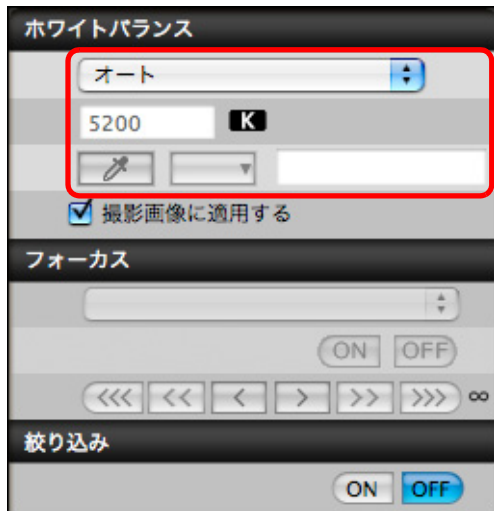 ホワイトバランス
オート
5200 K
撮影画像に適用する
フォーカス
ON OFF
<<< << < > >> >>> ∞
絞り込み
ON OFF